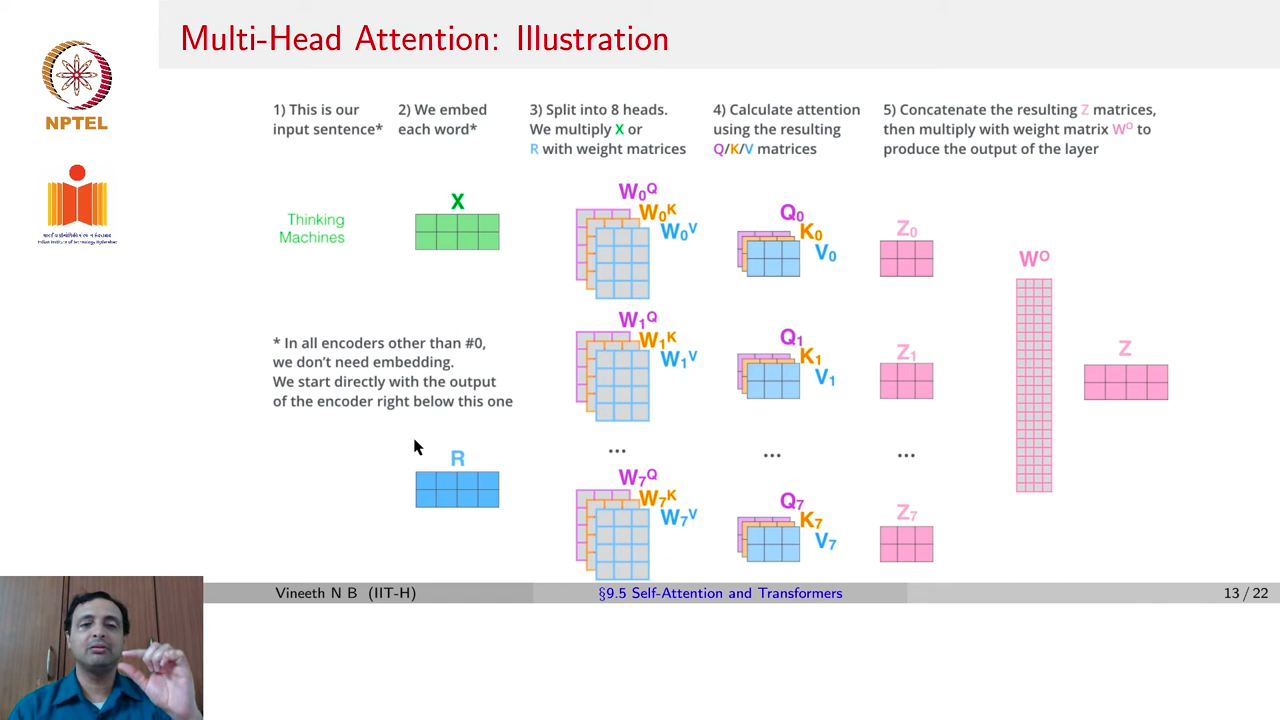 Multi-Head Attention: Illustration
NPTEL
1) This is our
input sentence*
2) We embed
each word*
3) Split into 8 heads.
We multiply X or
R with weight matrices
4) Calculate attention
using the resulting
Q/K/V matrices
5) Concatenate the resulting Z matrices,
then multiply with weight matrix Wᴼ to
produce the output of the layer
Thinking
Machines
X
W₀Q
W₀K
W₀V
Q₀
K₀
V₀
Z₀
Wᴼ
* In all encoders other than #0,
we don't need embedding.
We start directly with the output
of the encoder right below this one
W₁Q
W₁K
W₁V
Q₁
K₁
V₁
Z₁
Z
... ... ...
R
W₇Q
W₇K
W₇V
Q₇
K₇
V₇
Z₇
Vineeth N B (IIT-H) §9.5 Self-Attention and Transformers 13 / 22